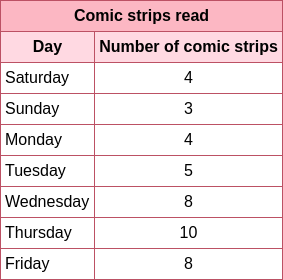 Comic strips read
Day Number of comic strips
Saturday 4
Sunday 3
Monday 4
Tuesday 5
Wednesday 8
Thursday 10
Friday 8